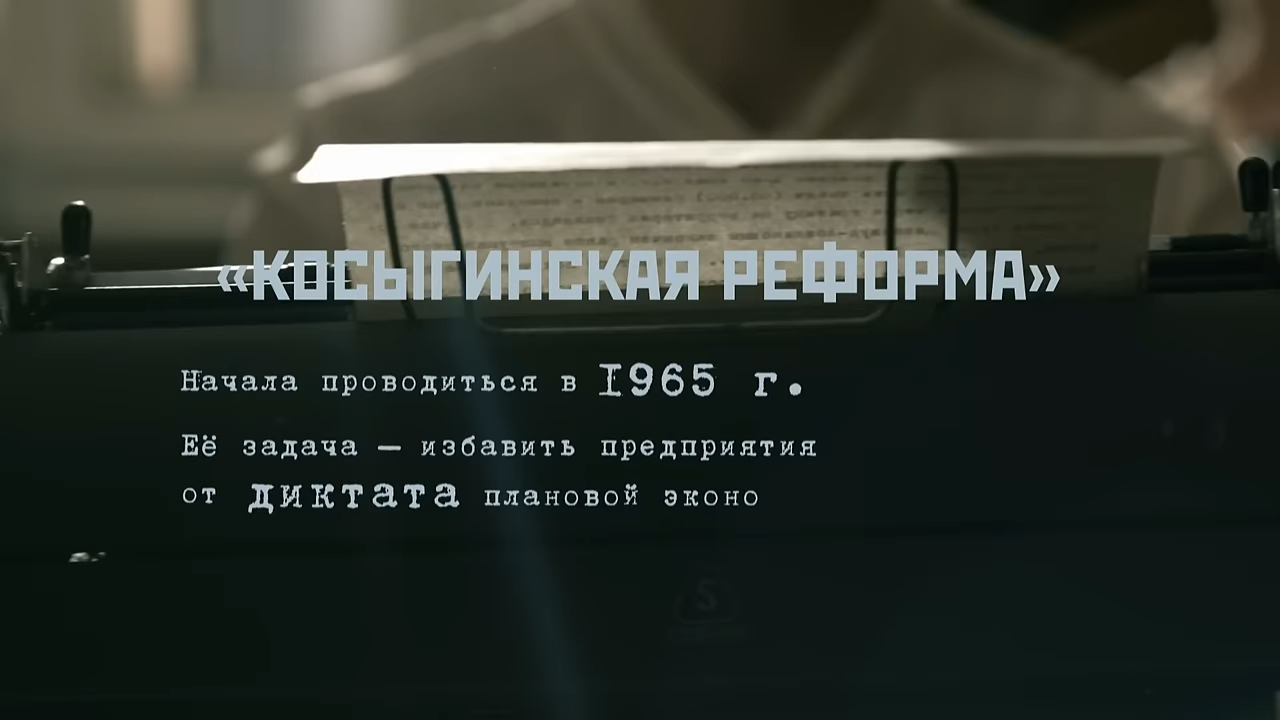 «КОСЫГИНСКАЯ РЕФОРМА»
Начала проводиться в 1965 г.
Её задача — избавить предприятия
от диктата плановой эконо